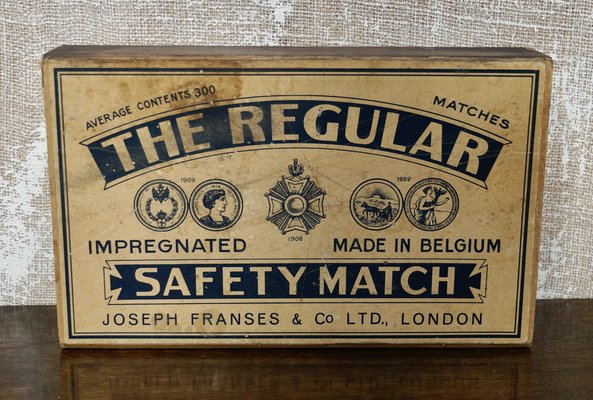 AVERAGE CONTENTS 300 MATCHES
THE REGULAR
1909 1922
1908
IMPREGNATED MADE IN BELGIUM
SAFETY MATCH
JOSEPH FRANSES & Co LTD., LONDON